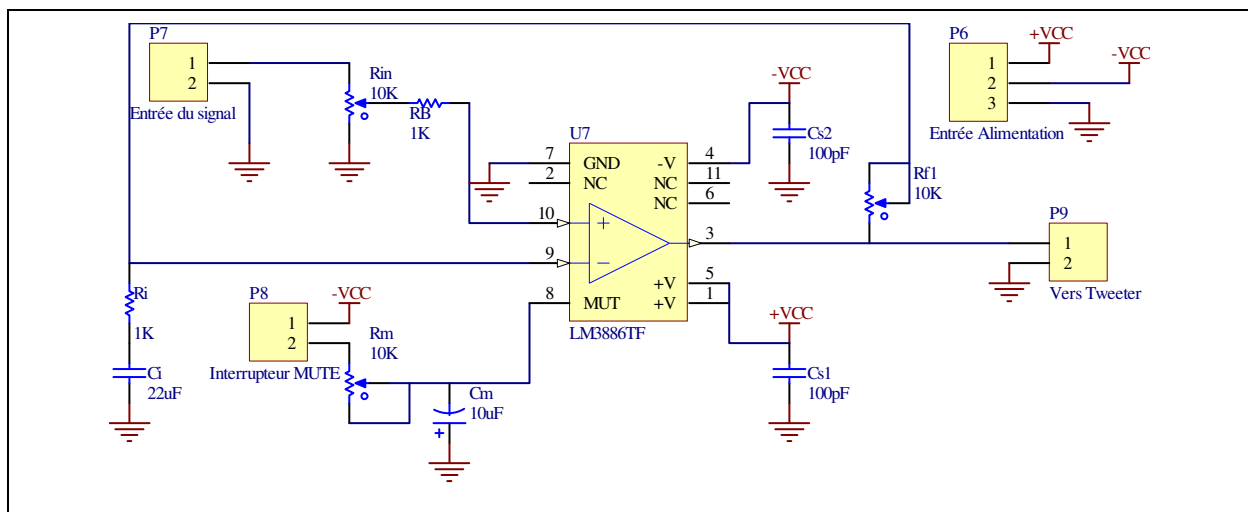 P7
1
2
Entrée du signal
Rin
10K
RB
1K
-VCC
Cs2
100pF
P6
1
2
3
+VCC
-VCC
Entrée Alimentation
U7
7
GND
2
NC
10
+
9
-
8
MUT
-V
4
NC
11
NC
6
3
+V
5
+V
1
LM3886TF
Rf1
10K
P9
1
2
Vers Tweeter
Ri
1K
Ci
22uF
P8
1
2
-VCC
Interrupteur MUTE
Rm
10K
Cm
10uF
+
+VCC
Cs1
100pF